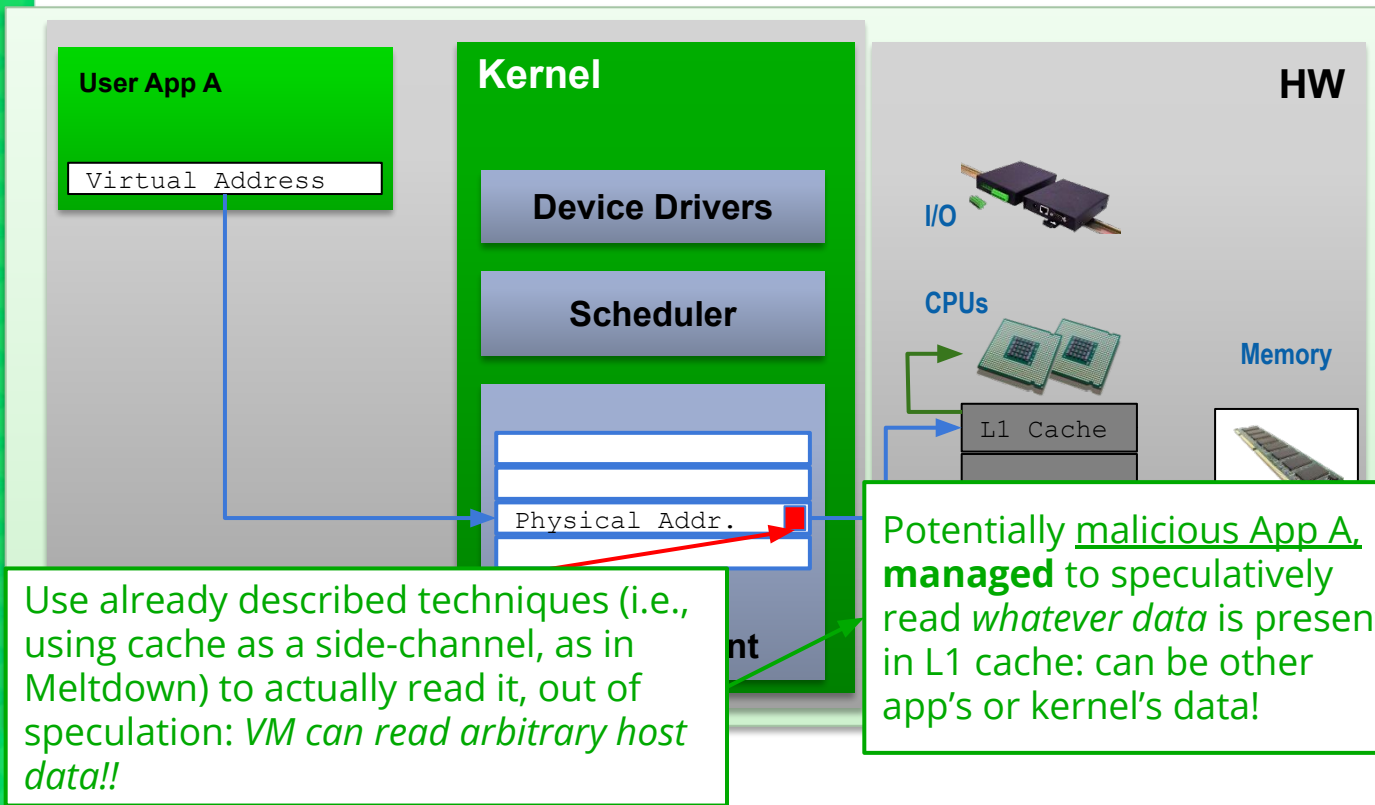 User App A
Virtual Address
Kernel
Device Drivers
Scheduler
Physical Addr.
nt
HW
I/O
CPUs
Memory
L1 Cache
Use already described techniques (i.e.,
using cache as a side-channel, as in
Meltdown) to actually read it, out of
speculation: VM can read arbitrary host
data!!
Potentially malicious App A,
managed to speculatively
read whatever data is presen
in L1 cache: can be other
app’s or kernel’s data!